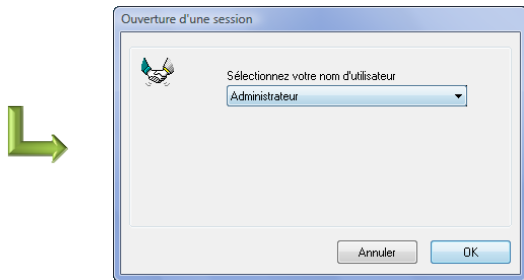 Ouverture d'une session
Sélectionnez votre nom d'utilisateur
Administrateur
Annuler
OK